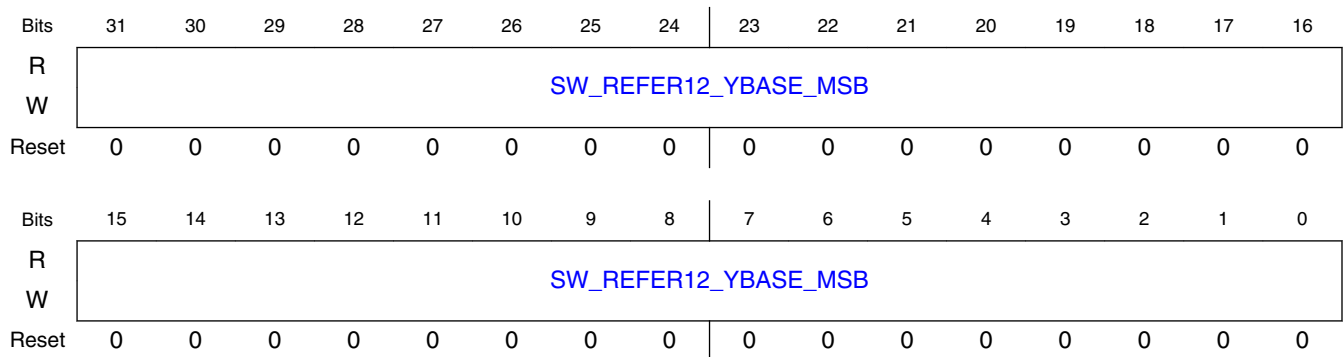 Bits 31 30 29 28 27 26 25 24 23 22 21 20 19 18 17 16
R
SW_REFER12_YBASE_MSB
W
Reset 0 0 0 0 0 0 0 0 0 0 0 0 0 0 0 0
Bits 15 14 13 12 11 10 9 8 7 6 5 4 3 2 1 0
R
SW_REFER12_YBASE_MSB
W
Reset 0 0 0 0 0 0 0 0 0 0 0 0 0 0 0 0